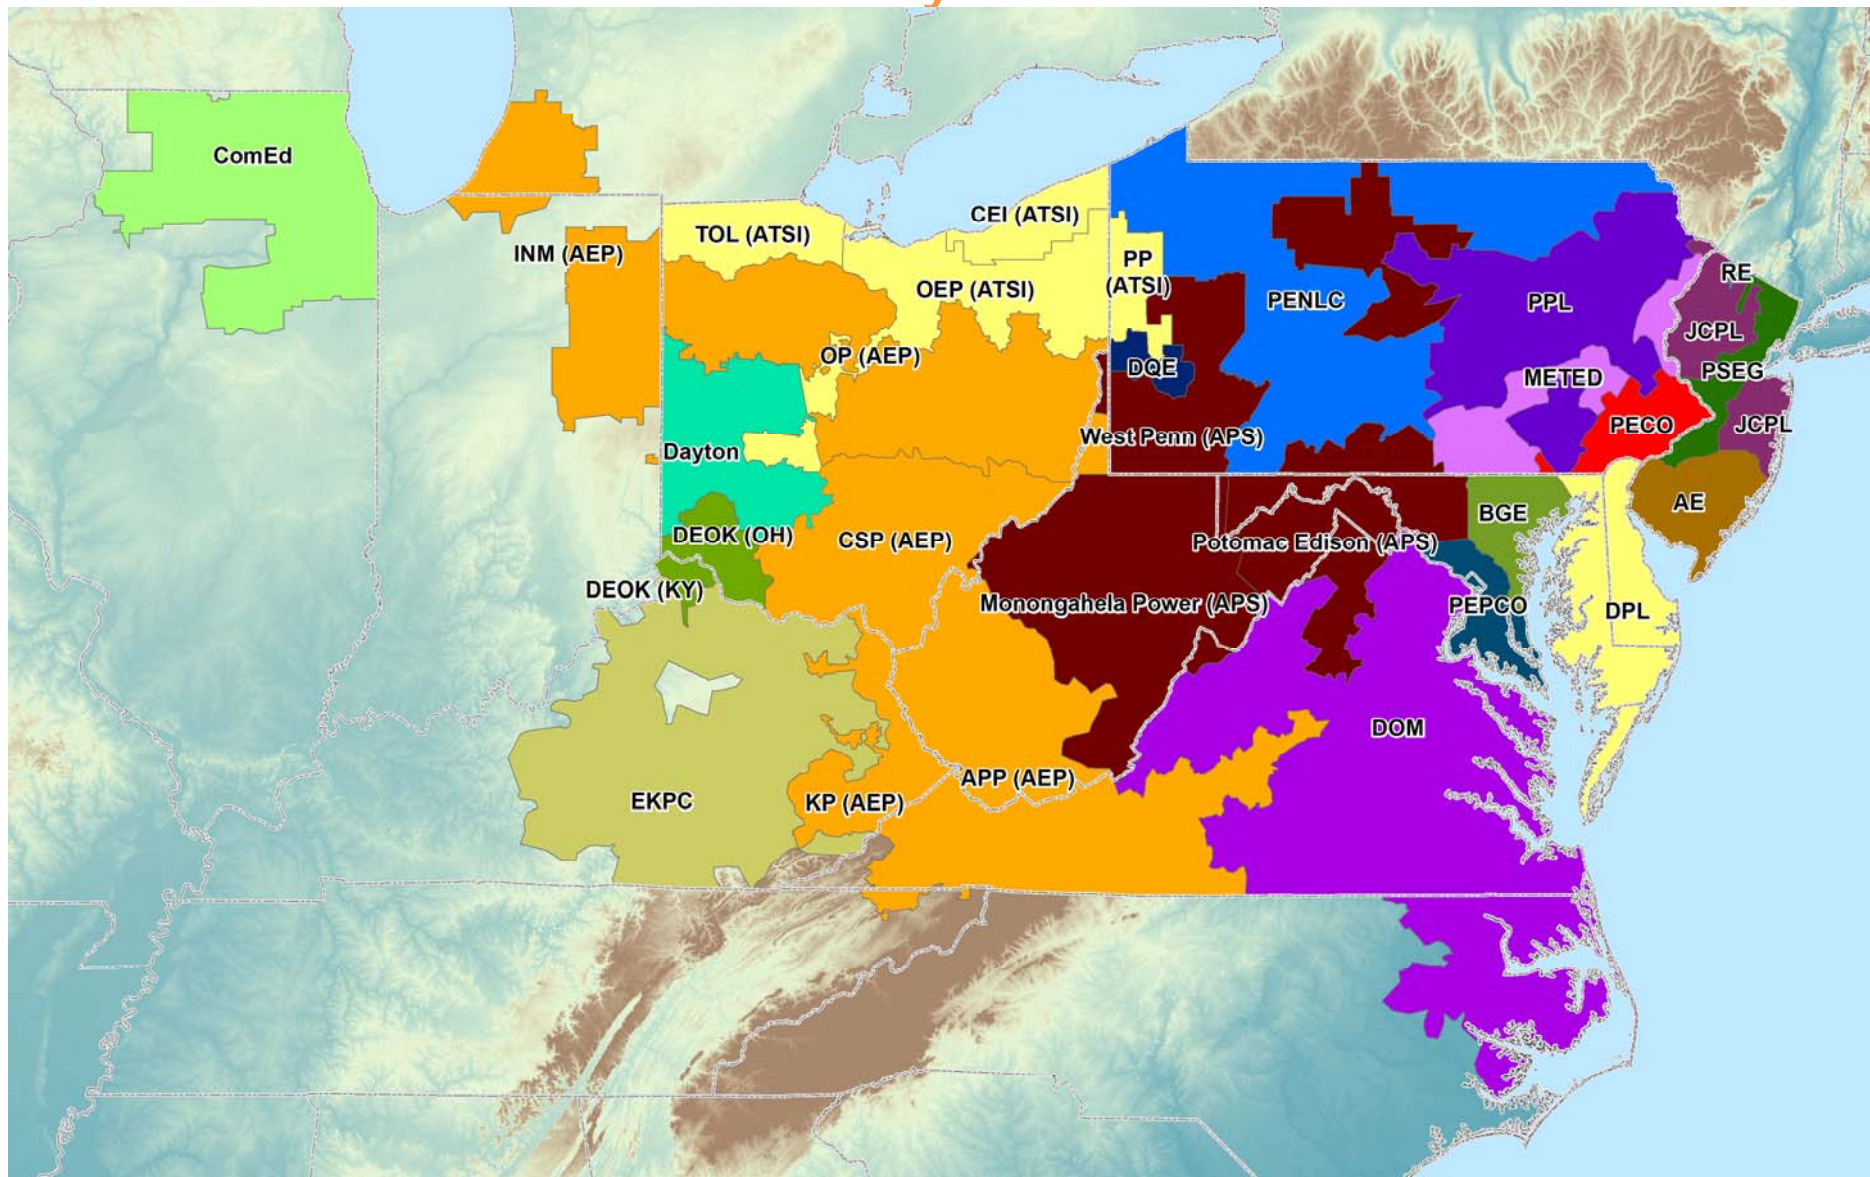 ComEd
INM (AEP)
TOL (ATSI)
CEI (ATSI)
OEP (ATSI)
PP
(ATSI)
PENLC
PPL
RE
JCPL
OP (AEP)
DQE
METED
PSEG
JCPL
PECO
West Penn (APS)
Dayton
AE
BGE
DEOK (OH)
CSP (AEP)
Potomac Edison (APS)
DEOK (KY)
Monongahela Power (APS)
PEPCO
DPL
DOM
APP (AEP)
EKPC
KP (AEP)